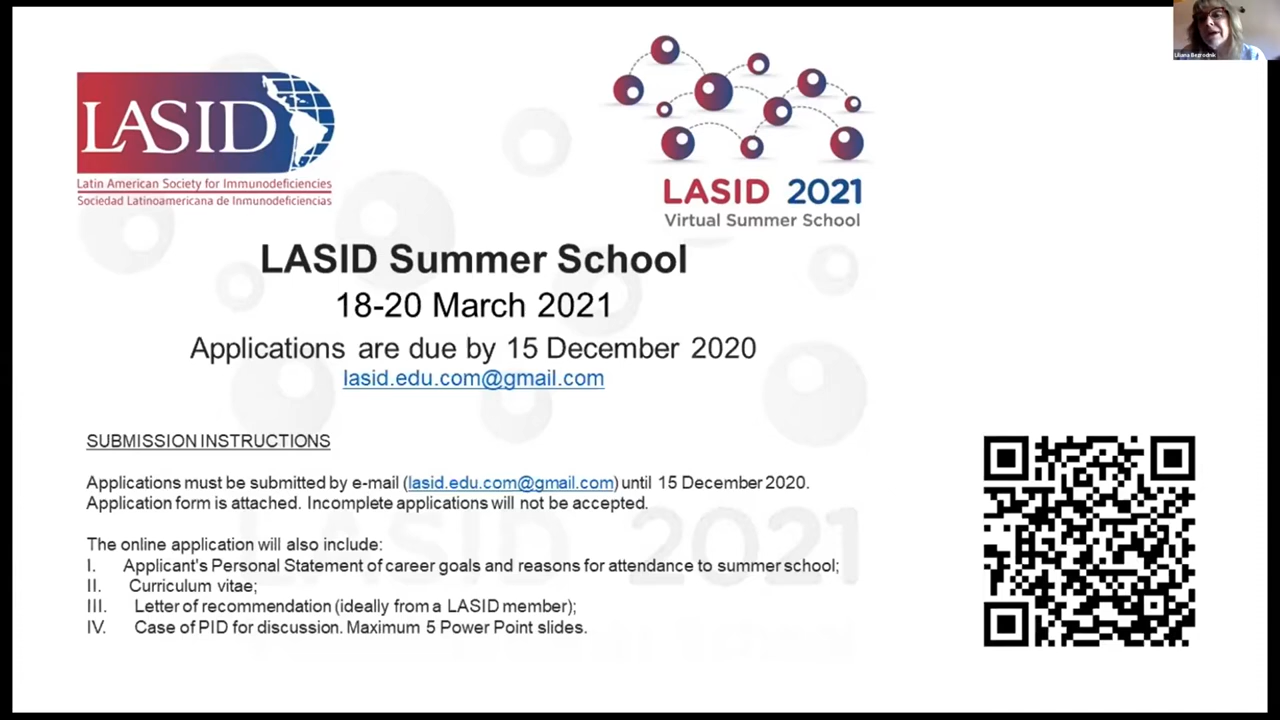 LASID
Latin American Society for Immunodeficiencies
Sociedad Latinoamericana de Inmunodeficiencias
LASID 2021
Virtual Summer School
Liliana Bezrodnik
LASID Summer School
18-20 March 2021
Applications are due by 15 December 2020
lasid.edu.com@gmail.com
SUBMISSION INSTRUCTIONS
Applications must be submitted by e-mail (lasid.edu.com@gmail.com) until 15 December 2020.
Application form is attached. Incomplete applications will not be accepted.
The online application will also include:
I. Applicant's Personal Statement of career goals and reasons for attendance to summer school;
II. Curriculum vitae;
III. Letter of recommendation (ideally from a LASID member);
IV. Case of PID for discussion. Maximum 5 Power Point slides.
LASID 2021